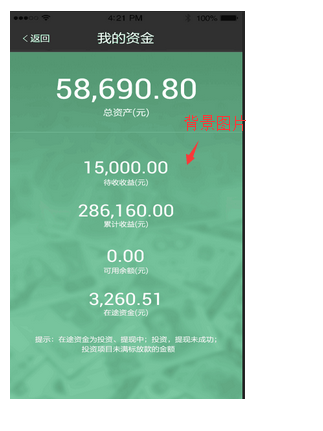 4:21 PM 100%
返回 我的资金
58,690.80
总资产(元)
背景图片
15,000.00
待收收益(元)
286,160.00
累计收益(元)
0.00
可用余额(元)
3,260.51
在途资金(元)
提示：在途资金为投资，提现中；投资，提现未成功；
投资项目未满标放款的金额